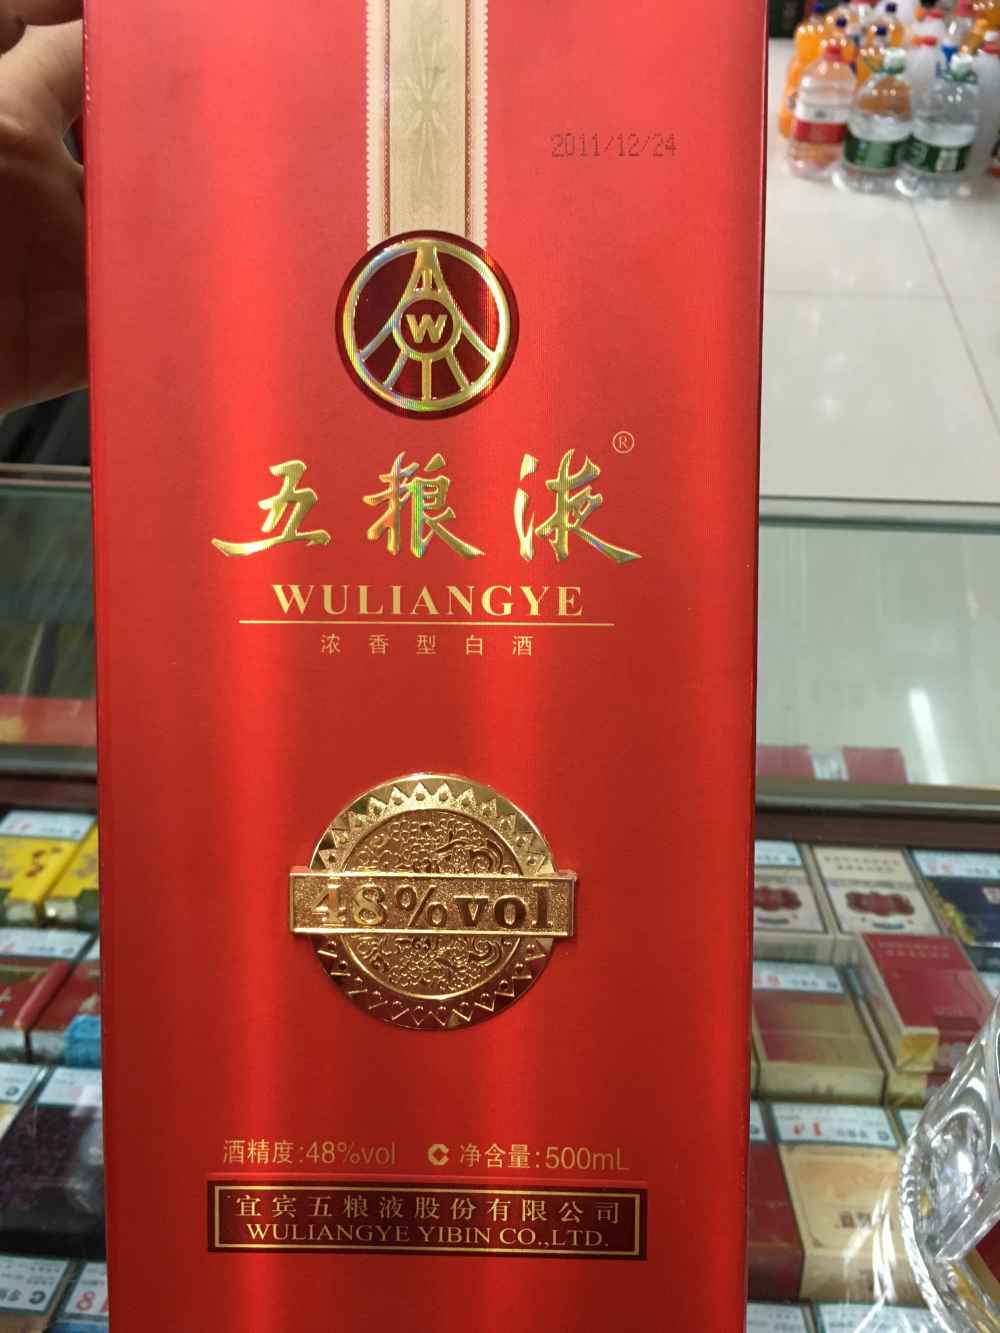 2011/12/24
W
五粮液®
WULIANGYE
浓香型白酒
48%vol
酒精度:48%vol 净含量:500mL
宜宾五粮液股份有限公司
WULIANGYE YIBIN CO.,LTD.